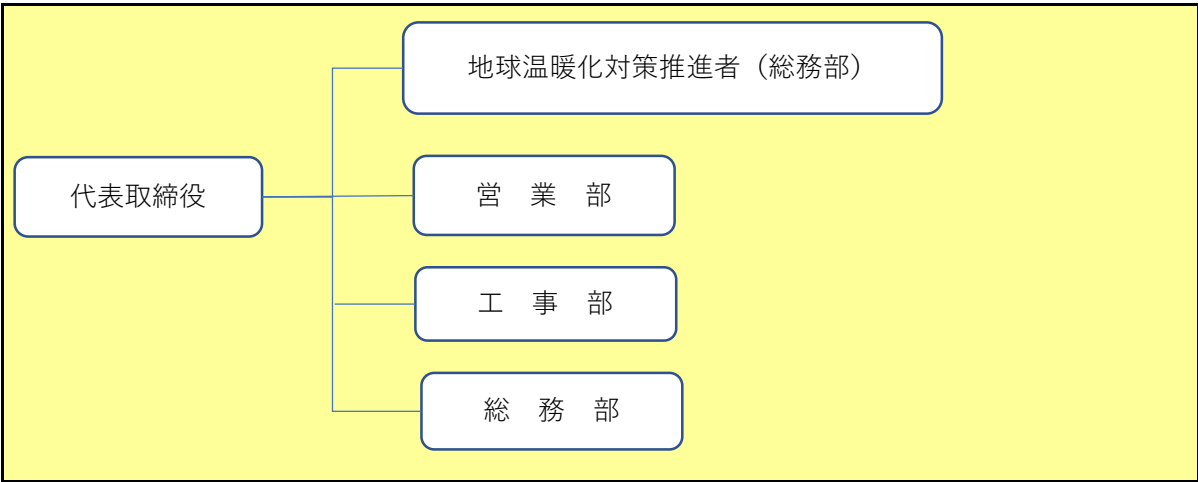 地球温暖化対策推進者（総務部）
代表取締役
営　業　部
工　事　部
総　務　部